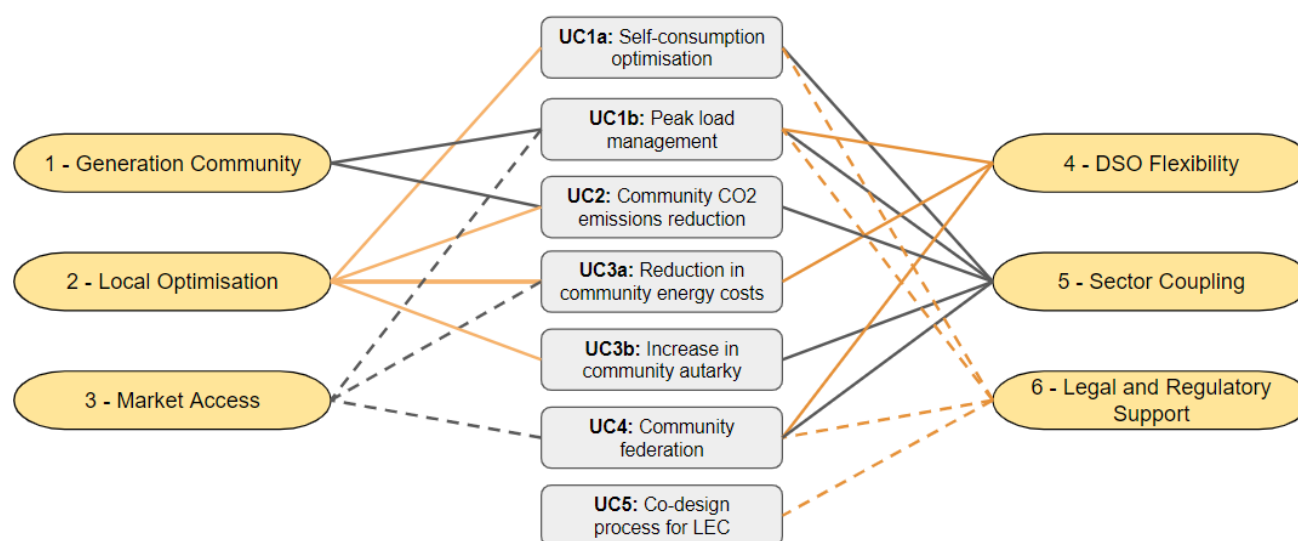 UC1a: Self-consumption
optimisation
UC1b: Peak load
management
1 - Generation Community
4 - DSO Flexibility
UC2: Community CO2
emissions reduction
2 - Local Optimisation
UC3a: Reduction in
community energy costs
5 - Sector Coupling
UC3b: Increase in
community autarky
3 - Market Access
6 - Legal and Regulatory
Support
UC4: Community
federation
UC5: Co-design
process for LEC